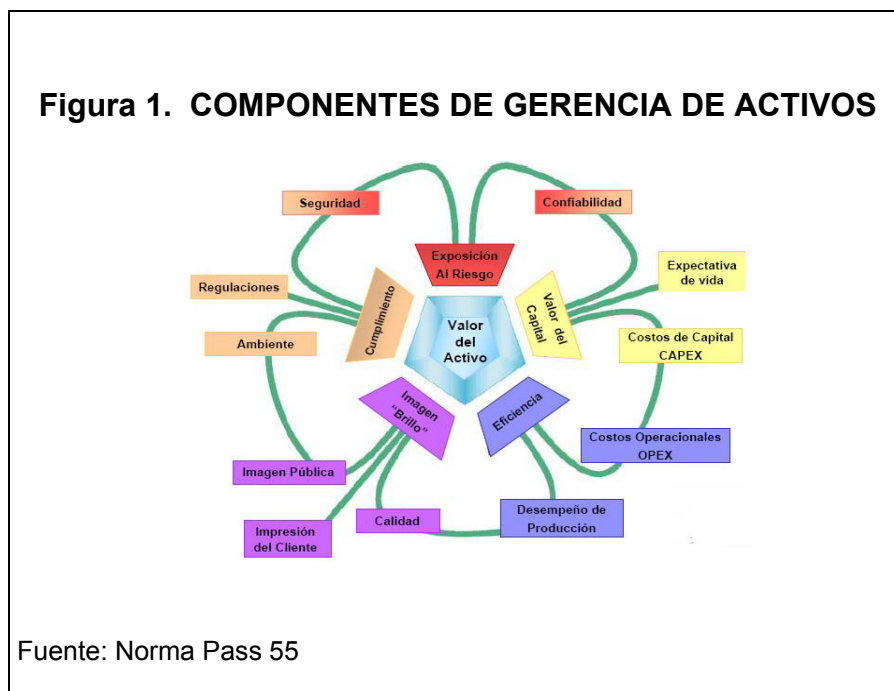 Figura 1. COMPONENTES DE GERENCIA DE ACTIVOS
Seguridad
Confiabilidad
Exposición
Al Riesgo
Expectativa
de vida
Regulaciones
Cumplimiento
Valor
del
Activo
Valor del
Capital
Ambiente
Costos de Capital
CAPEX
Imagen
"Brillo"
Eficiencia
Costos Operacionales
OPEX
Imagen Pública
Impresión
del Cliente
Calidad
Desempeño de
Producción
Fuente: Norma Pass 55